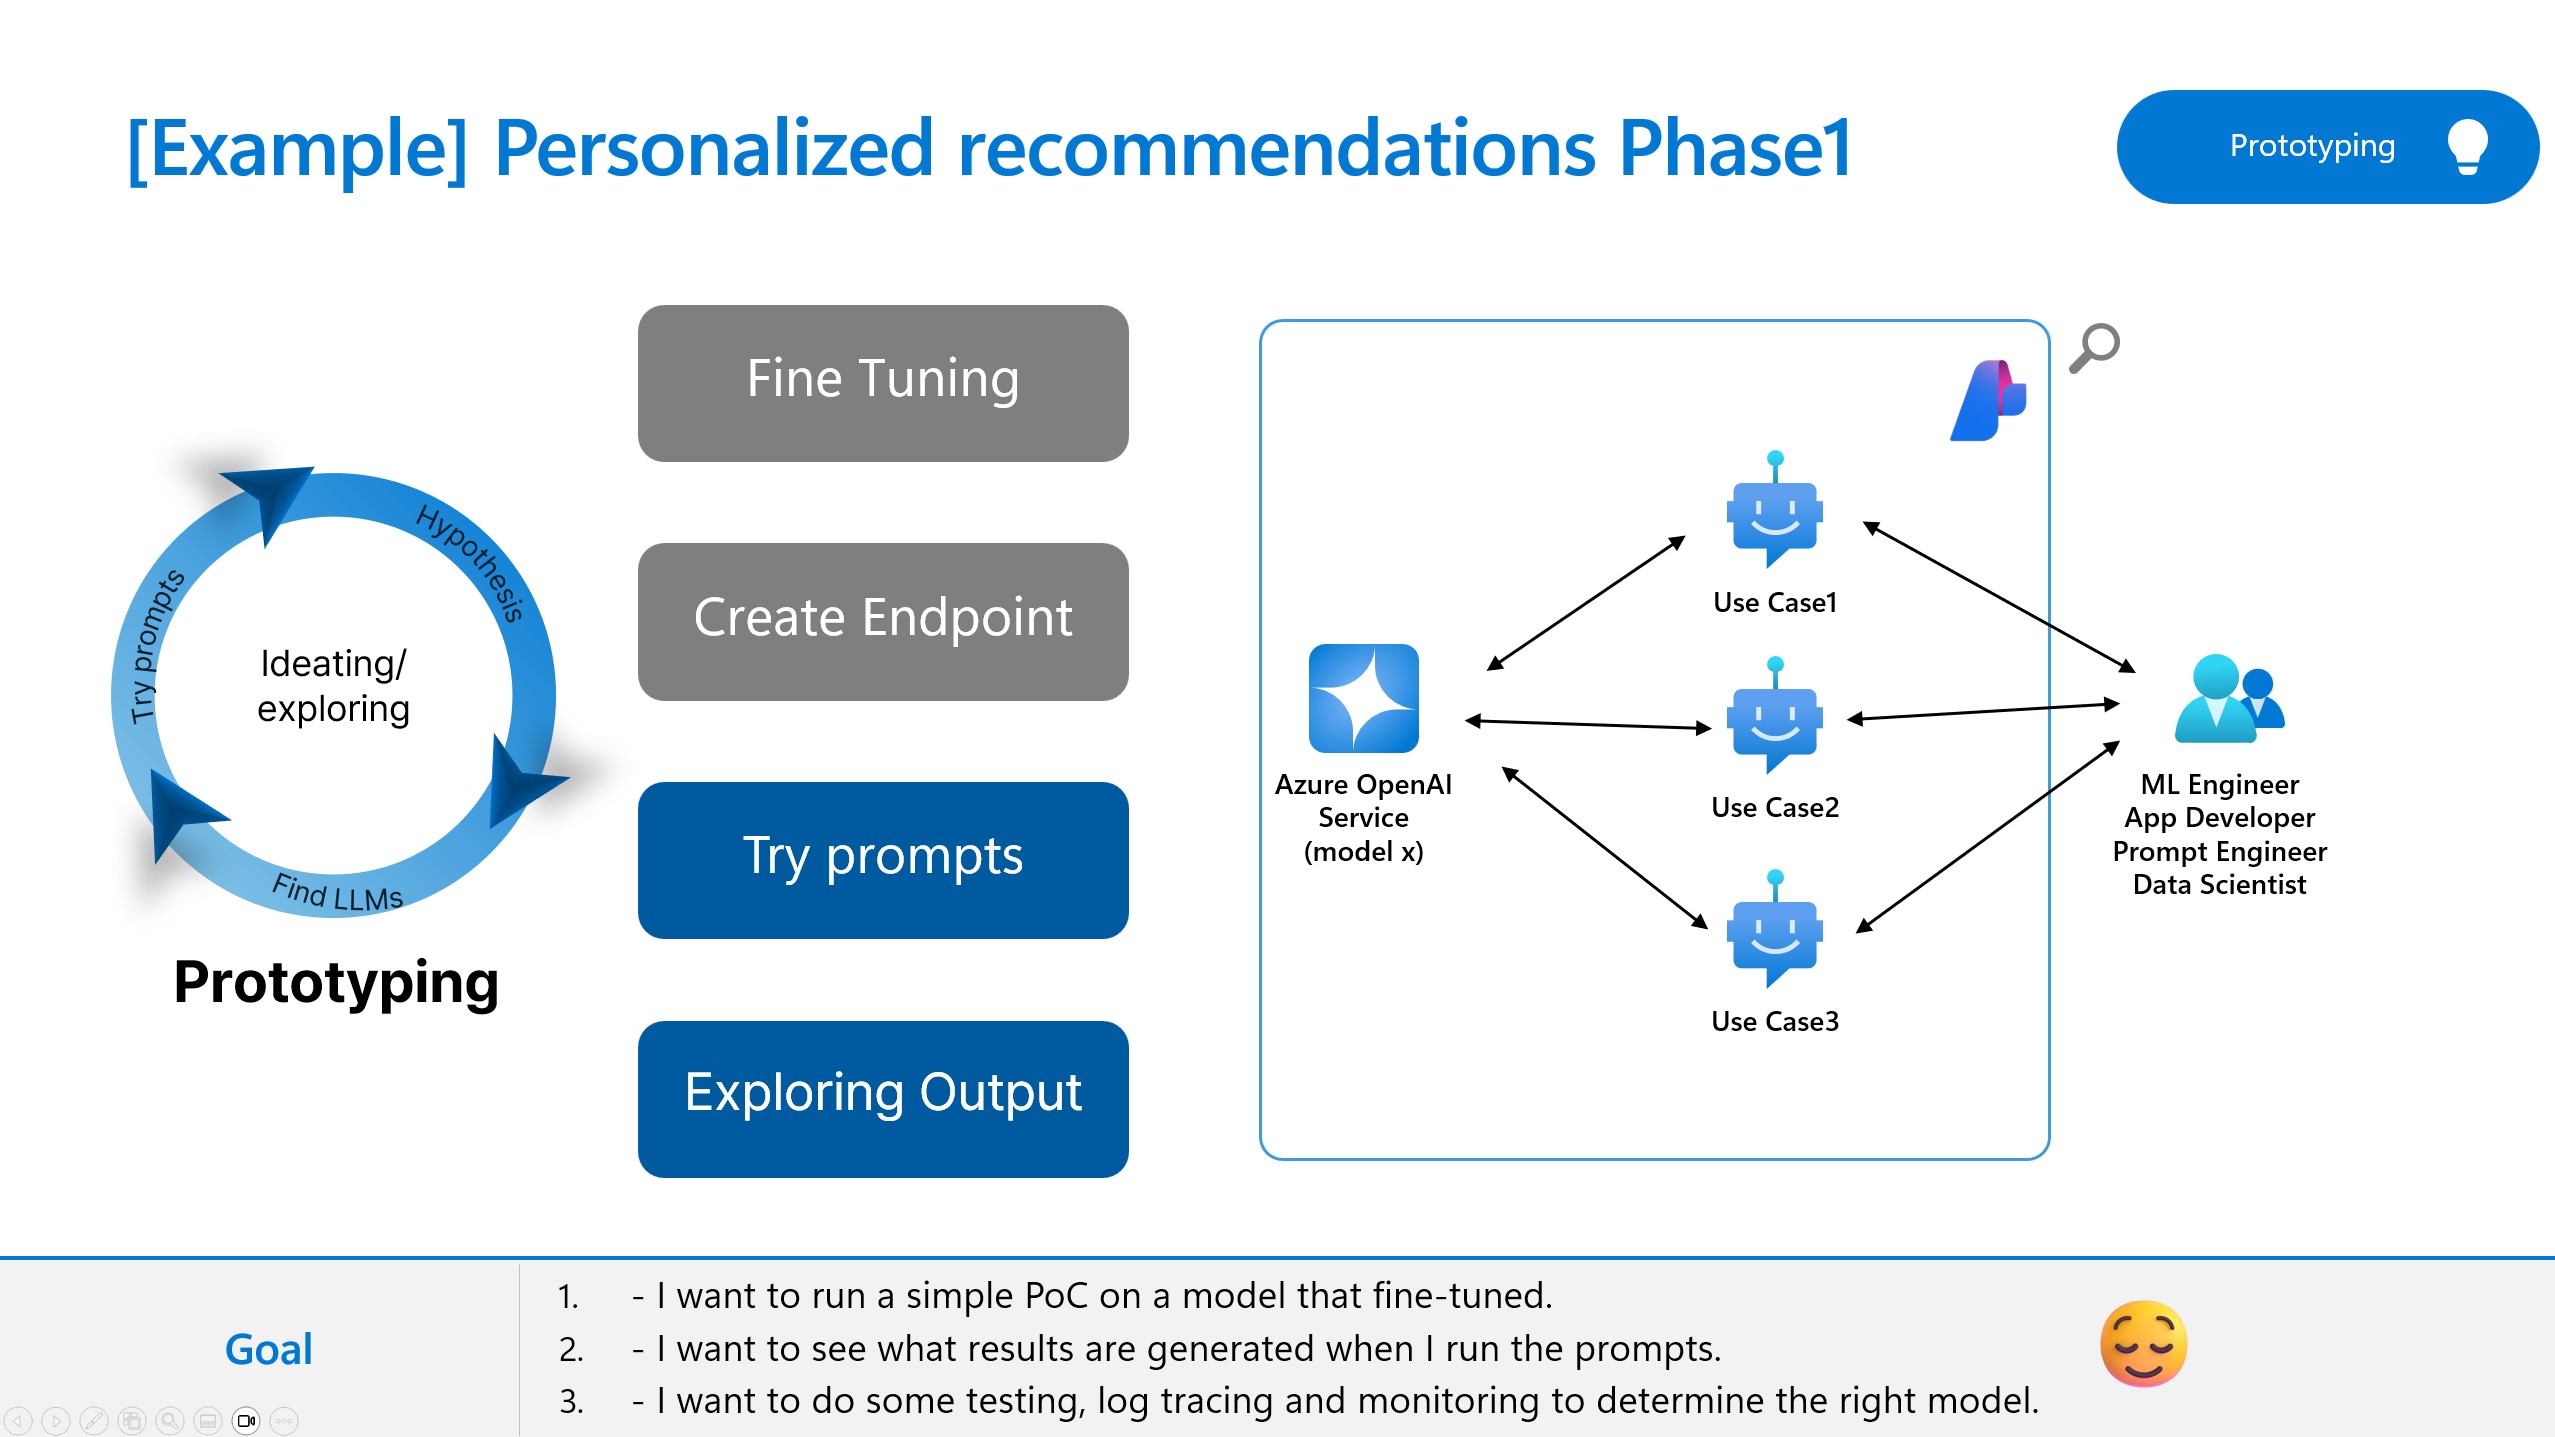 [Example] Personalized recommendations Phase1
Prototyping
Hypothesis
Try prompts
Find LLMs
Ideating/
exploring
Prototyping
Fine Tuning
Create Endpoint
Try prompts
Exploring Output
Azure OpenAI
Service
(model x)
Use Case1
Use Case2
Use Case3
ML Engineer
App Developer
Prompt Engineer
Data Scientist
Goal
1. - I want to run a simple PoC on a model that fine-tuned.
2. - I want to see what results are generated when I run the prompts.
3. - I want to do some testing, log tracing and monitoring to determine the right model.